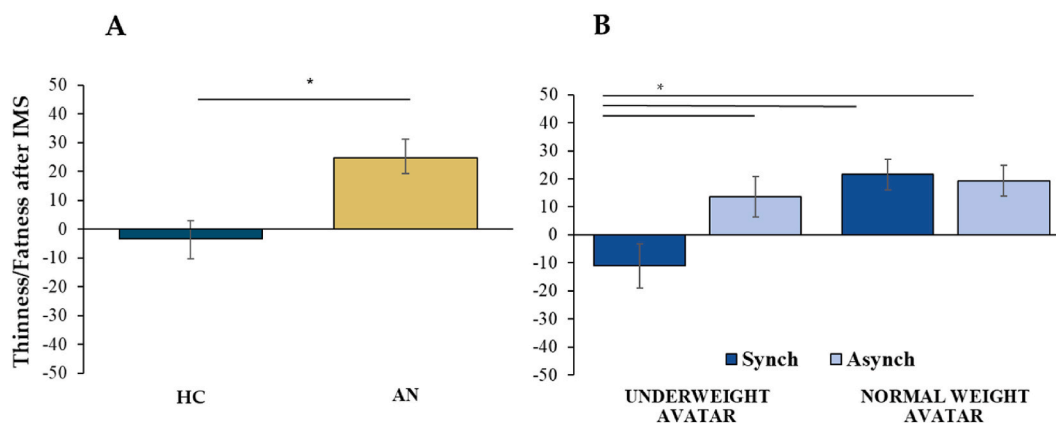 A
B
Thinness/Fatness after IMS
50
40
30
20
10
0
-10
-20
-30
-40
-50
*
HC
AN
50
40
30
20
10
0
-10
-20
-30
-40
-50
*
Synch
Asynch
UNDERWEIGHT
AVATAR
NORMAL WEIGHT
AVATAR